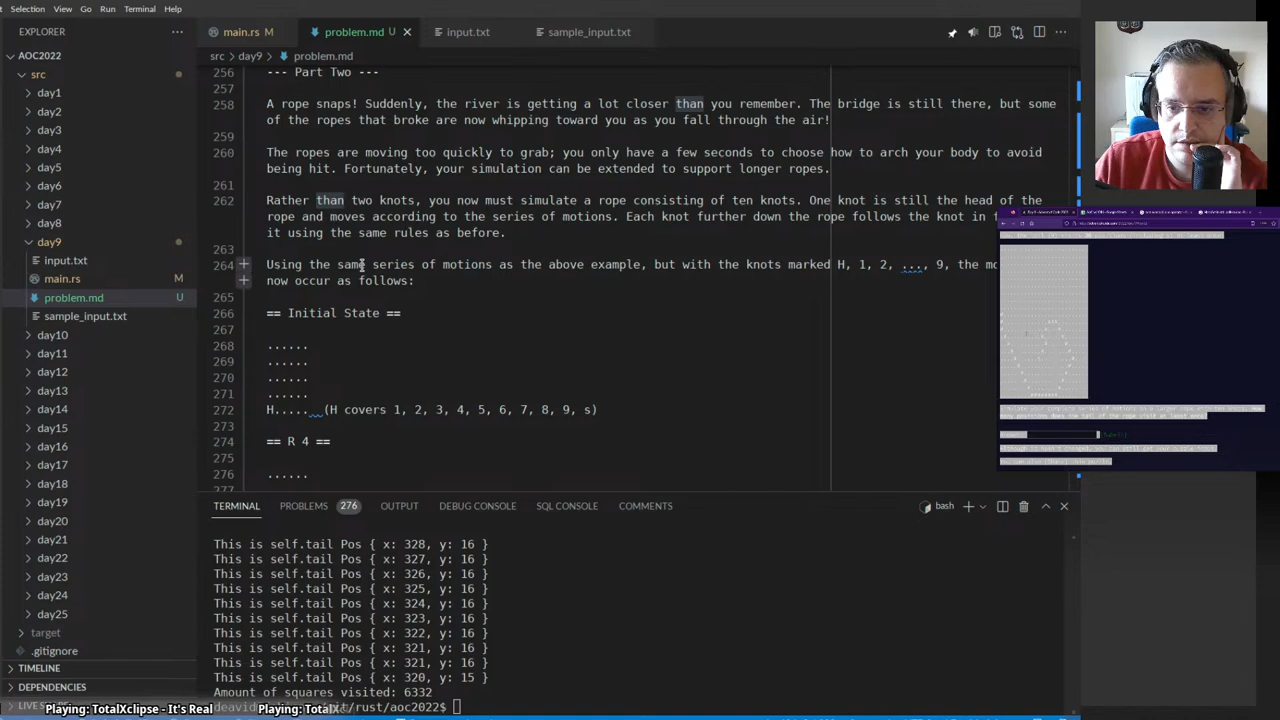 Selection View Go Run Terminal Help
EXPLORER
main.rs M
problem.md U
input.txt
sample_input.txt
AOC2022
src > day9 > problem.md
src
day1
day2
day3
day4
day5
day6
day7
day8
day9
input.txt
main.rs M
problem.md U
sample_input.txt
day10
day11
day12
day13
day14
day15
day16
day17
day18
day19
day20
day21
day22
day23
day24
day25
target
.gitignore
TIMELINE
DEPENDENCIES
256 --- Part Two ---
257
258 A rope snaps! Suddenly, the river is getting a lot closer than you remember. The bridge is still there, but some
of the ropes that broke are now whipping toward you as you fall through the air!
259
260 The ropes are moving too quickly to grab; you only have a few seconds to choose how to arch your body to avoid
being hit. Fortunately, your simulation can be extended to support longer ropes.
261
262 Rather than two knots, you now must simulate a rope consisting of ten knots. One knot is still the head of the
rope and moves according to the series of motions. Each knot further down the rope follows the knot in
it using the same rules as before.
263
264 Using the same series of motions as the above example, but with the knots marked H, 1, 2, ..., 9, the
now occur as follows:
265
266 == Initial State ==
267
268 ......
269 ......
270 ......
271 ......
272 H..... (H covers 1, 2, 3, 4, 5, 6, 7, 8, 9, s)
273
274 == R 4 ==
275
276 ......
277
TERMINAL PROBLEMS 276 OUTPUT DEBUG CONSOLE SQL CONSOLE COMMENTS
bash
This is self.tail Pos { x: 328, y: 16 }
This is self.tail Pos { x: 327, y: 16 }
This is self.tail Pos { x: 326, y: 16 }
This is self.tail Pos { x: 325, y: 16 }
This is self.tail Pos { x: 324, y: 16 }
This is self.tail Pos { x: 323, y: 16 }
This is self.tail Pos { x: 322, y: 16 }
This is self.tail Pos { x: 321, y: 16 }
This is self.tail Pos { x: 321, y: 16 }
This is self.tail Pos { x: 320, y: 15 }
Amount of squares visited: 6332
/rust/aoc2022$
Playing: TotalXclipse - It's Real Playing: